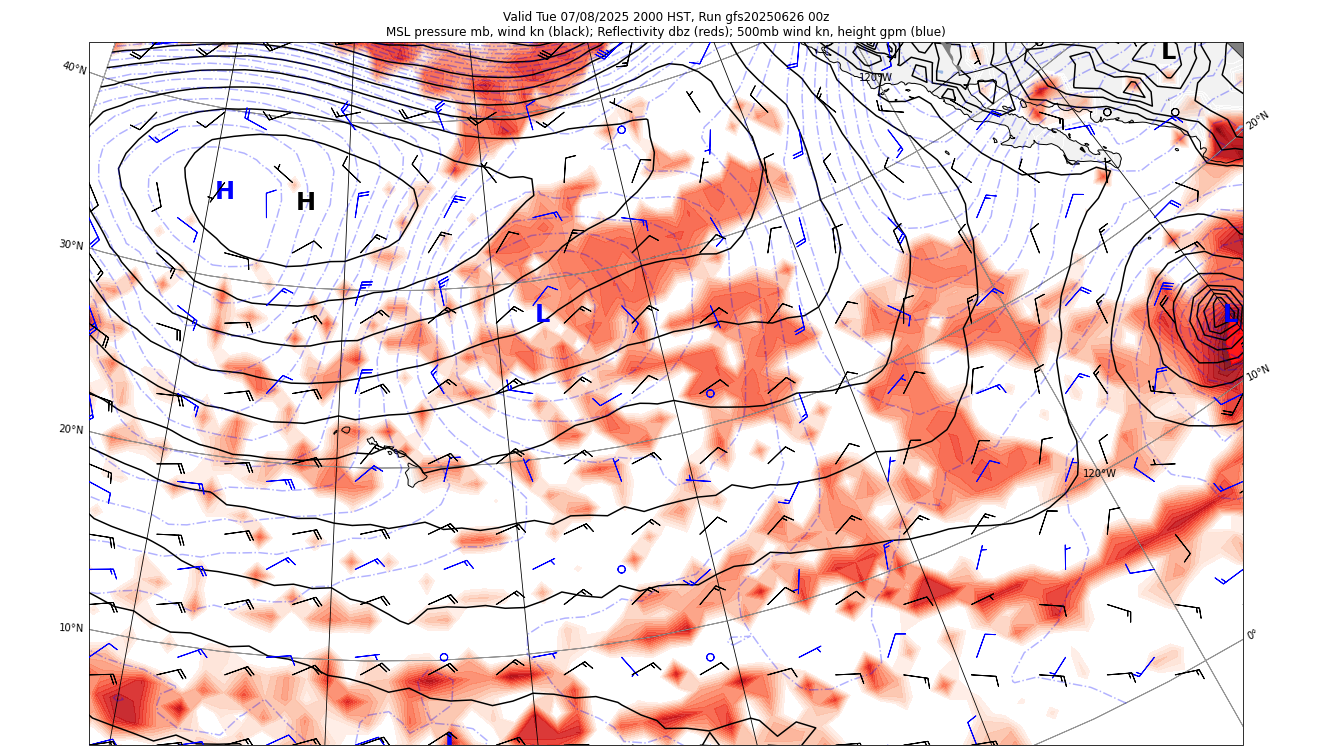 Valid Tue 07/08/2025 2000 HST, Run gfs20250626 00z
MSL pressure mb, wind kn (black); Reflectivity dbz (reds); 500mb wind kn, height gpm (blue)
L
40°N
120°W
20°N
H
H
30°N
L
L
10°N
20°N
120°W
10°N
0°
L